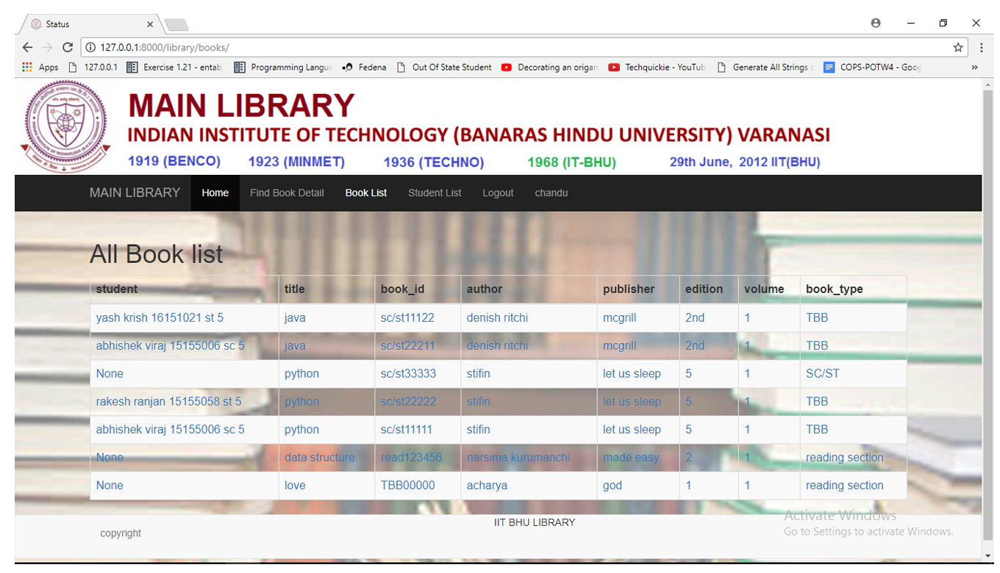 Status
127.0.0.1:8000/library/books/
Apps 127.0.0.1 Exercise 1.21 - entab, Programming Langua Fedena Out Of State Student Decorating an origam Techquickie - YouTub Generate All Strings COPS-POTW4 - Goog »
MAIN LIBRARY
INDIAN INSTITUTE OF TECHNOLOGY (BANARAS HINDU UNIVERSITY) VARANASI
1919 (BENCO) 1923 (MINMET) 1936 (TECHNO) 1968 (IT-BHU) 29th June, 2012 IIT(BHU)
MAIN LIBRARY Home Find Book Detail Book List Student List Logout chandu
All Book list
student title book_id author publisher edition volume book_type
yash krish 16151021 st 5 java sc/st11122 denish ritchi mcgrill 2nd 1 TBB
abhishek viraj 15155006 sc 5 java sc/st22211 denish ritchi mcgrill 2nd 1 TBB
None python sc/st33333 stifin let us sleep 5 1 SC/ST
rakesh ranjan 15155058 st 5 python sc/st22222 stifin let us sleep 5 1 TBB
abhishek viraj 15155006 sc 5 python sc/st11111 stifin let us sleep 5 1 TBB
None data structure read123456 narsima kurumanchi made easy 2 1 reading section
None love TBB00000 acharya god 1 1 reading section
Activate Windows
Go to Settings to activate Windows.
IIT BHU LIBRARY
copyright